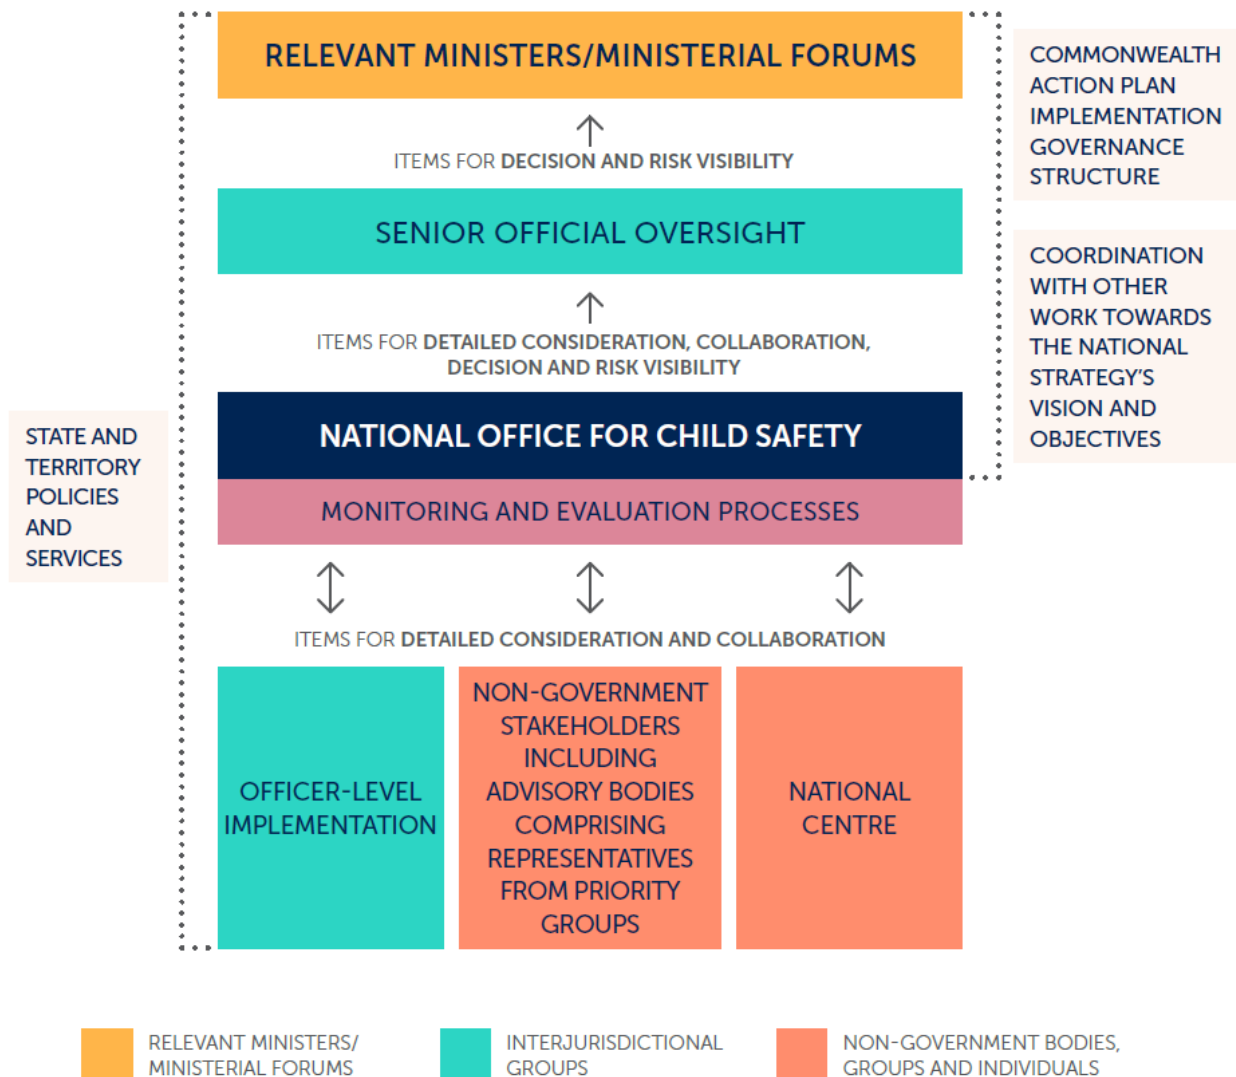 RELEVANT MINISTERS/MINISTERIAL FORUMS
ITEMS FOR DECISION AND RISK VISIBILITY
SENIOR OFFICIAL OVERSIGHT
ITEMS FOR DETAILED CONSIDERATION, COLLABORATION,
DECISION AND RISK VISIBILITY
NATIONAL OFFICE FOR CHILD SAFETY
MONITORING AND EVALUATION PROCESSES
ITEMS FOR DETAILED CONSIDERATION AND COLLABORATION
OFFICER-LEVEL
IMPLEMENTATION
NON-GOVERNMENT
STAKEHOLDERS
INCLUDING
ADVISORY BODIES
COMPRISING
REPRESENTATIVES
FROM PRIORITY
GROUPS
NATIONAL
CENTRE
STATE AND
TERRITORY
POLICIES
AND
SERVICES
COMMONWEALTH
ACTION PLAN
IMPLEMENTATION
GOVERNANCE
STRUCTURE
COORDINATION
WITH OTHER
WORK TOWARDS
THE NATIONAL
STRATEGY'S
VISION AND
OBJECTIVES
RELEVANT MINISTERS/
MINISTERIAL FORUMS
INTERJURISDICTIONAL
GROUPS
NON-GOVERNMENT BODIES,
GROUPS AND INDIVIDUALS